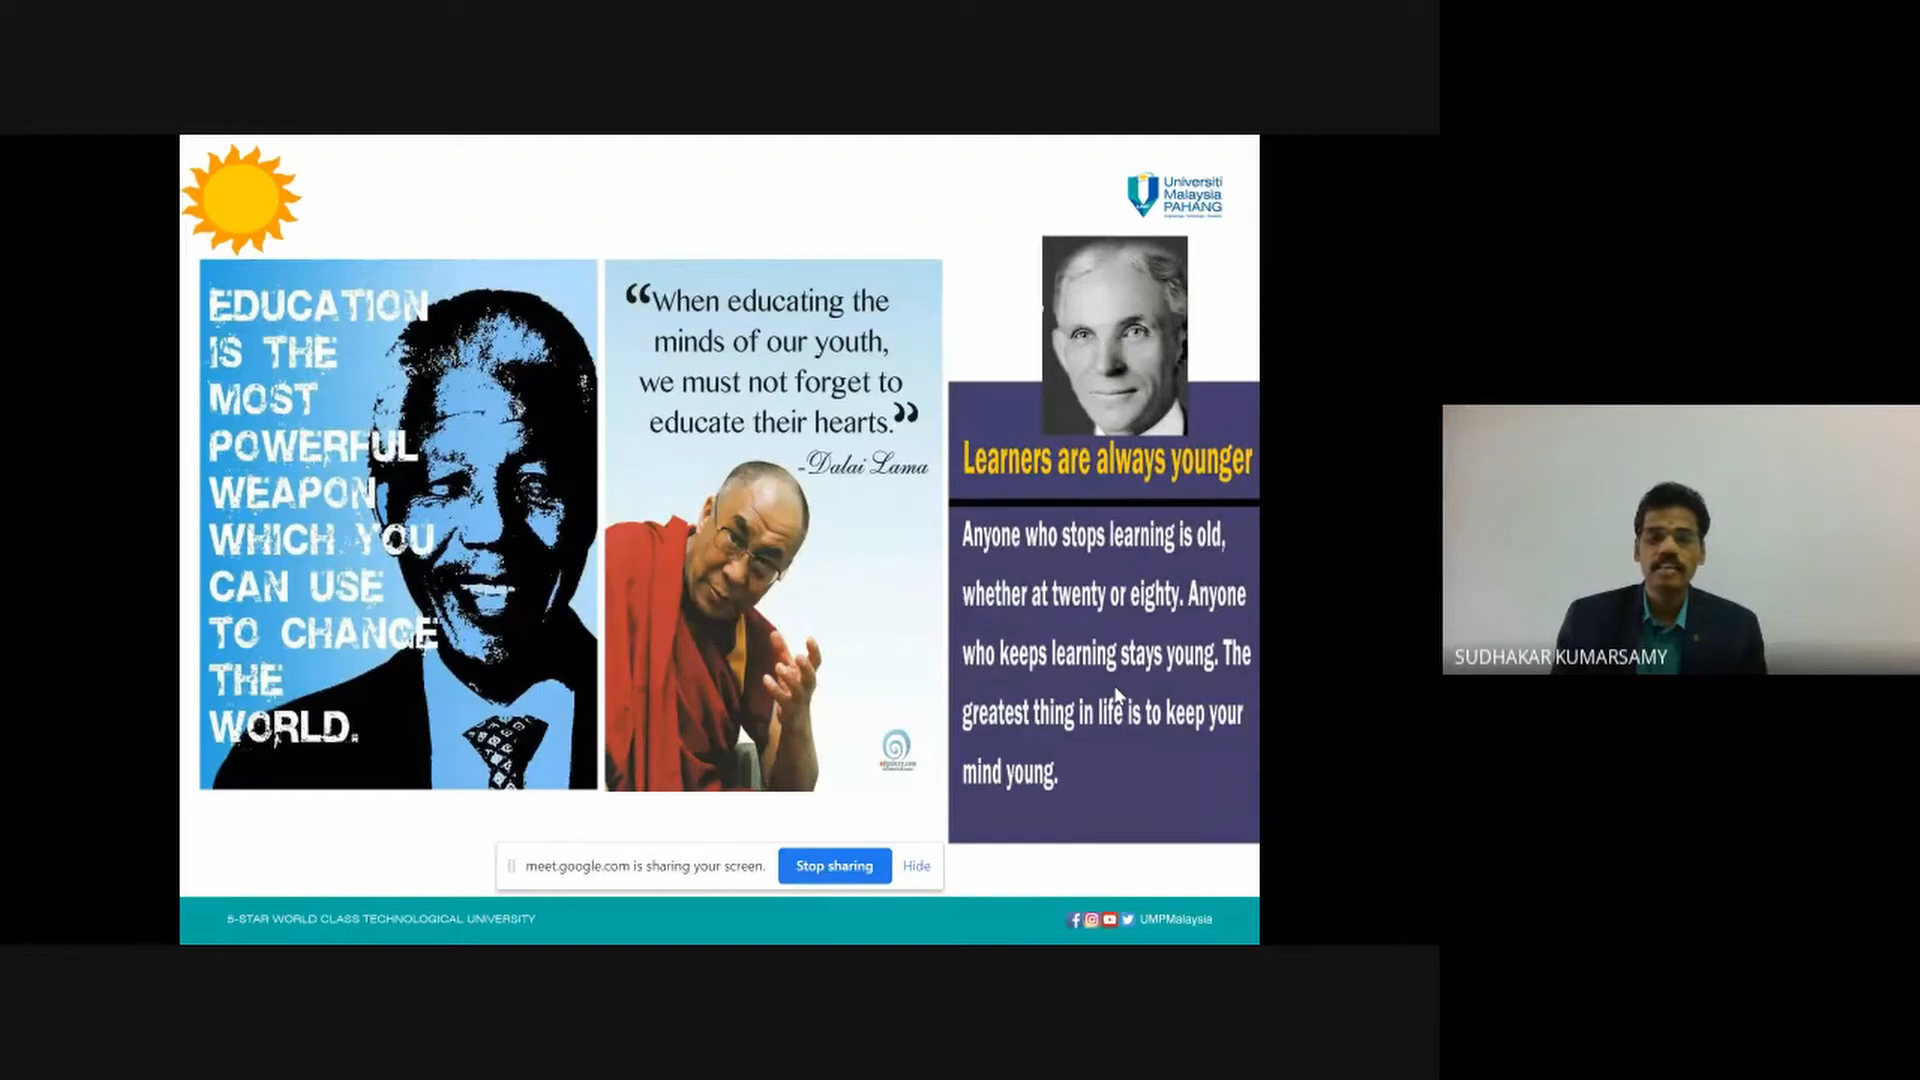 Universiti
Malaysia
PAHANG
EDUCATION
IS THE
MOST
POWERFUL
WEAPON
WHICH YOU
CAN USE
TO CHANGE
THE
WORLD.
“When educating the
minds of our youth,
we must not forget to
educate their hearts.”
-Dalai Lama
Learners are always younger
Anyone who stops learning is old,
whether at twenty or eighty. Anyone
who keeps learning stays young. The
greatest thing in life is to keep your
mind young.
SUDHAKAR KUMARSAMY
meet.google.com is sharing your screen.
Stop sharing
Hide
5-STAR WORLD CLASS TECHNOLOGICAL UNIVERSITY
UMPMalaysia